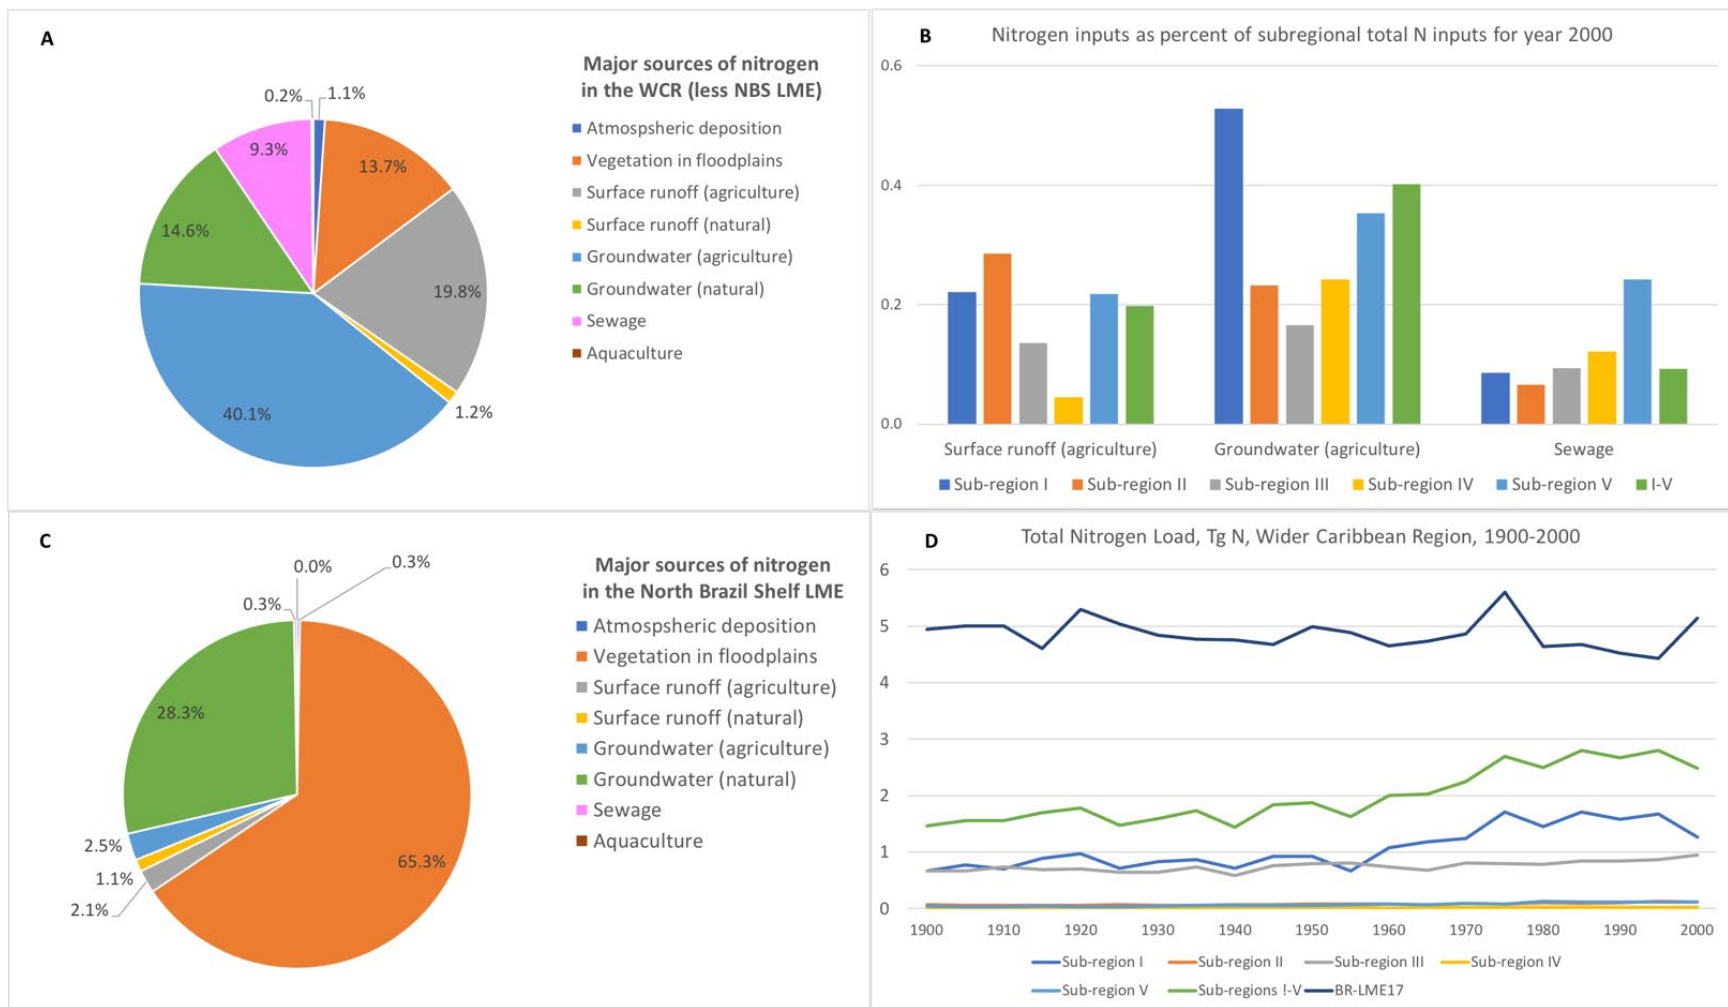 A
Major sources of nitrogen
in the WCR (less NBS LME)
0.2%
1.1%
13.7%
19.8%
1.2%
40.1%
14.6%
9.3%
Atmospsheric deposition
Vegetation in floodplains
Surface runoff (agriculture)
Surface runoff (natural)
Groundwater (agriculture)
Groundwater (natural)
Sewage
Aquaculture
B
Nitrogen inputs as percent of subregional total N inputs for year 2000
0.6
0.4
0.2
0.0
Surface runoff (agriculture) Groundwater (agriculture) Sewage
Sub-region I Sub-region II Sub-region III Sub-region IV Sub-region V I-V
C
Major sources of nitrogen
in the North Brazil Shelf LME
0.0%
0.3%
0.3%
28.3%
2.5%
1.1%
2.1%
65.3%
Atmospsheric deposition
Vegetation in floodplains
Surface runoff (agriculture)
Surface runoff (natural)
Groundwater (agriculture)
Groundwater (natural)
Sewage
Aquaculture
D
Total Nitrogen Load, Tg N, Wider Caribbean Region, 1900-2000
6
5
4
3
2
1
0
1900 1910 1920 1930 1940 1950 1960 1970 1980 1990 2000
Sub-region I Sub-region II Sub-region III Sub-region IV
Sub-region V Sub-regions !-V BR-LME17